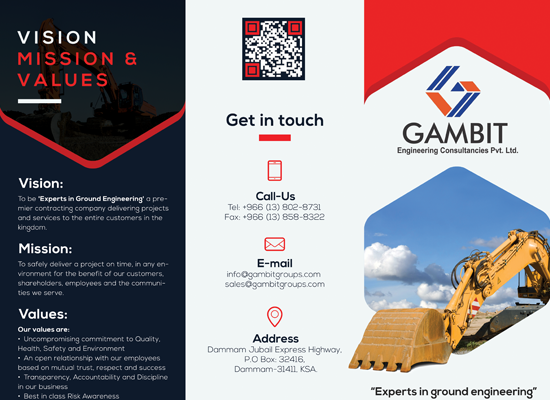 VISION
MISSION &
VALUES
Vision:
To be "Experts in Ground Engineering" a pre-
mier contracting company delivering projects
and services to the entire customers in the
kingdom.
Mission:
To safely deliver a project on time, in any en-
vironment for the benefit of our customers,
shareholders, employees and the communi-
ties we serve.
Values:
Our values are:
• Uncompromising commitment to Quality,
Health, Safety and Environment
• An open relationship with our employees
based on mutual trust, respect and success
• Transparency, Accountability and Discipline
in our business
• Best in class Risk Awareness
Get in touch
Call-Us
Tel: +966 (13) 802-8731
Fax: +966 (13) 858-8322
E-mail
info@gambitgroups.com
sales@gambitgroups.com
Address
Dammam Jubail Express Highway,
P.O Box: 32416,
Dammam-31411, KSA.
GAMBIT
Engineering Consultancies Pvt. Ltd.
"Experts in ground engineering"